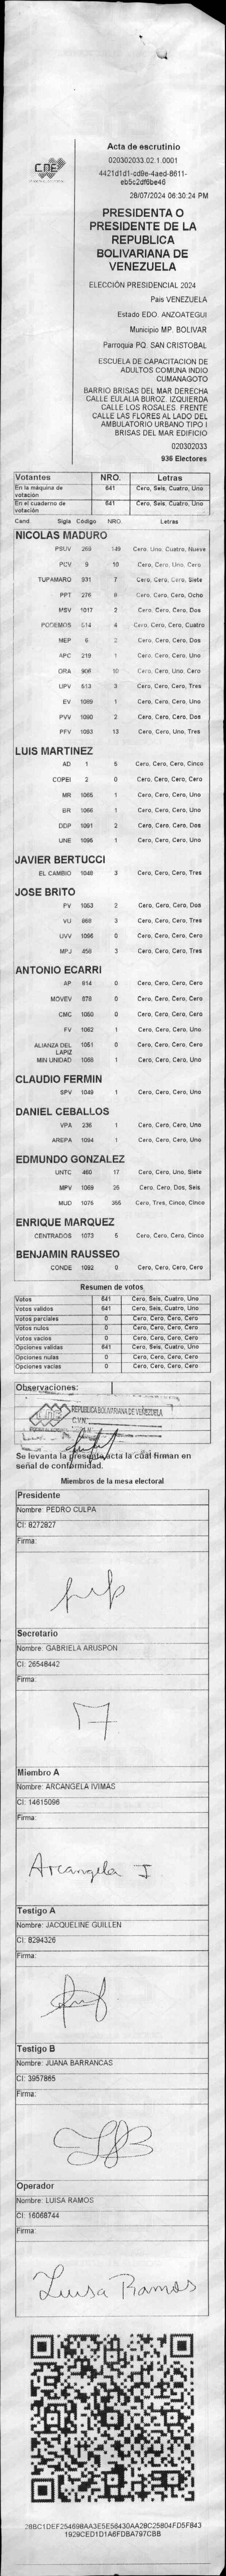 CNE
Acta de escrutinio
020302033.02.1.0001
4421d1d1-cd9e-4aed-8611-
eb5c2df6be46
28/07/2024 06:30:24 PM
PRESIDENTA O
PRESIDENTE DE LA
REPUBLICA
BOLIVARIANA DE
VENEZUELA
ELECCIÓN PRESIDENCIAL 2024
Pais VENEZUELA
Estado EDO. ANZOATEGUI
Municipio MP. BOLIVAR
Parroquia PQ. SAN CRISTOBAL
ESCUELA DE CAPACITACION DE
ADULTOS COMUNA INDIO
CUMANAGOTO
BARRIO BRISAS DEL MAR DERECHA
CALLE EULALIA BUROZ. IZQUIERDA
CALLE LOS ROSALES. FRENTE
CALLE LAS FLORES AL LADO DEL
AMBULATORIO URBANO TIPO I
BRISAS DEL MAR EDIFICIO
020302033
936 Electores
Votantes NRO. Letras
En la máquina de votación 641 Cero, Seis, Cuatro, Uno
En el cuaderno de votación 641 Cero, Seis, Cuatro, Uno
Cand. Sigla Código NRO. Letras
NICOLAS MADURO
PSUV 269 149 Cero, Uno, Cuatro, Nueve
PCV 9 10 Cero, Cero, Uno, Cero
TUPAMARO 931 7 Cero, Cero, Cero, Siete
PPT 276 8 Cero, Cero, Cero, Ocho
MSV 1017 2 Cero, Cero, Cero, Dos
PODEMOS 514 4 Cero, Cero, Cero, Cuatro
MEP 6 2 Cero, Cero, Cero, Dos
APC 219 1 Cero, Cero, Cero, Uno
ORA 906 10 Cero, Cero, Uno, Cero
UPV 513 3 Cero, Cero, Cero, Tres
EV 1089 1 Cero, Cero, Cero, Uno
PVV 1090 2 Cero, Cero, Cero, Dos
PFV 1093 13 Cero, Cero, Uno, Tres
LUIS MARTINEZ
AD 1 5 Cero, Cero, Cero, Cinco
COPEI 2 0 Cero, Cero, Cero, Cero
MR 1065 1 Cero, Cero, Cero, Uno
BR 1066 1 Cero, Cero, Cero, Uno
DDP 1091 2 Cero, Cero, Cero, Dos
UNE 1095 1 Cero, Cero, Cero, Uno
JAVIER BERTUCCI
EL CAMBIO 1048 3 Cero, Cero, Cero, Tres
JOSE BRITO
PV 1053 2 Cero, Cero, Cero, Dos
VU 868 3 Cero, Cero, Cero, Tres
UVV 1096 0 Cero, Cero, Cero, Cero
MPJ 458 3 Cero, Cero, Cero, Tres
ANTONIO ECARRI
AP 814 0 Cero, Cero, Cero, Cero
MOVEV 678 0 Cero, Cero, Cero, Cero
CMC 1060 0 Cero, Cero, Cero, Cero
FV 1062 1 Cero, Cero, Cero, Uno
ALIANZA DEL LAPIZ 1051 0 Cero, Cero, Cero, Cero
MIN UNIDAD 1068 1 Cero, Cero, Cero, Uno
CLAUDIO FERMIN
SPV 1049 1 Cero, Cero, Cero, Uno
DANIEL CEBALLOS
VPA 236 1 Cero, Cero, Cero, Uno
AREPA 1094 1 Cero, Cero, Cero, Uno
EDMUNDO GONZALEZ
UNTC 460 17 Cero, Cero, Uno, Siete
MPV 1069 26 Cero, Cero, Dos, Seis
MUD 1076 355 Cero, Tres, Cinco, Cinco
ENRIQUE MARQUEZ
CENTRADOS 1073 5 Cero, Cero, Cero, Cinco
BENJAMIN RAUSSEO
CONDE 1092 0 Cero, Cero, Cero, Cero
Resumen de votos
Votos 641 Cero, Seis, Cuatro, Uno
Votos validos 641 Cero, Seis, Cuatro, Uno
Votos parciales 0 Cero, Cero, Cero, Cero
Votos nulos 0 Cero, Cero, Cero, Cero
Votos vacios 0 Cero, Cero, Cero, Cero
Opciones validas 641 Cero, Seis, Cuatro, Uno
Opciones nulas 0 Cero, Cero, Cero, Cero
Opciones vacias 0 Cero, Cero, Cero, Cero
Observaciones:
REPUBLICA BOLIVARIANA DE VENEZUELA
Se levanta la presente acta la cual firman en
señal de conformidad.
Miembros de la mesa electoral
Presidente
Nombre: PEDRO CULPA
CI: 8272827
Firma:
Secretario
Nombre: GABRIELA ARUSPON
CI: 26548442
Firma:
Miembro A
Nombre: ARCANGELA IVIMAS
CI: 14615096
Firma:
Arcangela I
Testigo A
Nombre: JACQUELINE GUILLEN
CI: 8294326
Firma:
Testigo B
Nombre: JUANA BARRANCAS
CI: 3957865
Firma:
Operador
Nombre: LUISA RAMOS
CI: 16068744
Firma:
Luisa Ramos
26BC1DEF254698AA3E5E56430AA28C25804FD5F843
1929CED1D1A6FDBA797CBB